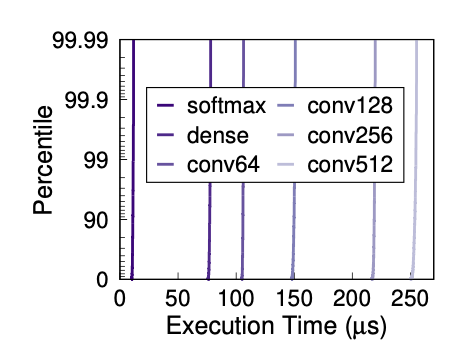 99.99
99.9
99
90
0
Percentile
softmax
dense
conv64
conv128
conv256
conv512
0 50 100 150 200 250
Execution Time (μs)